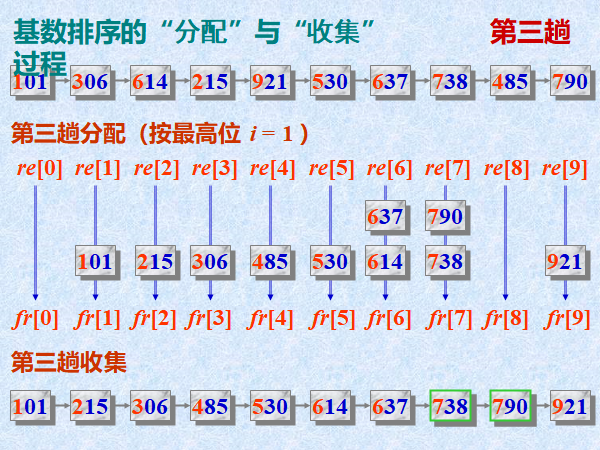 基数排序的“分配”与“收集” 第三趟
过程
101 306 614 215 921 530 637 738 485 790
第三趟分配（按最高位 i = 1 ）
re[0] re[1] re[2] re[3] re[4] re[5] re[6] re[7] re[8] re[9]
637 790
101 215 306 485 530 614 738 921
fr[0] fr[1] fr[2] fr[3] fr[4] fr[5] fr[6] fr[7] fr[8] fr[9]
第三趟收集
101 215 306 485 530 614 637 738 790 921